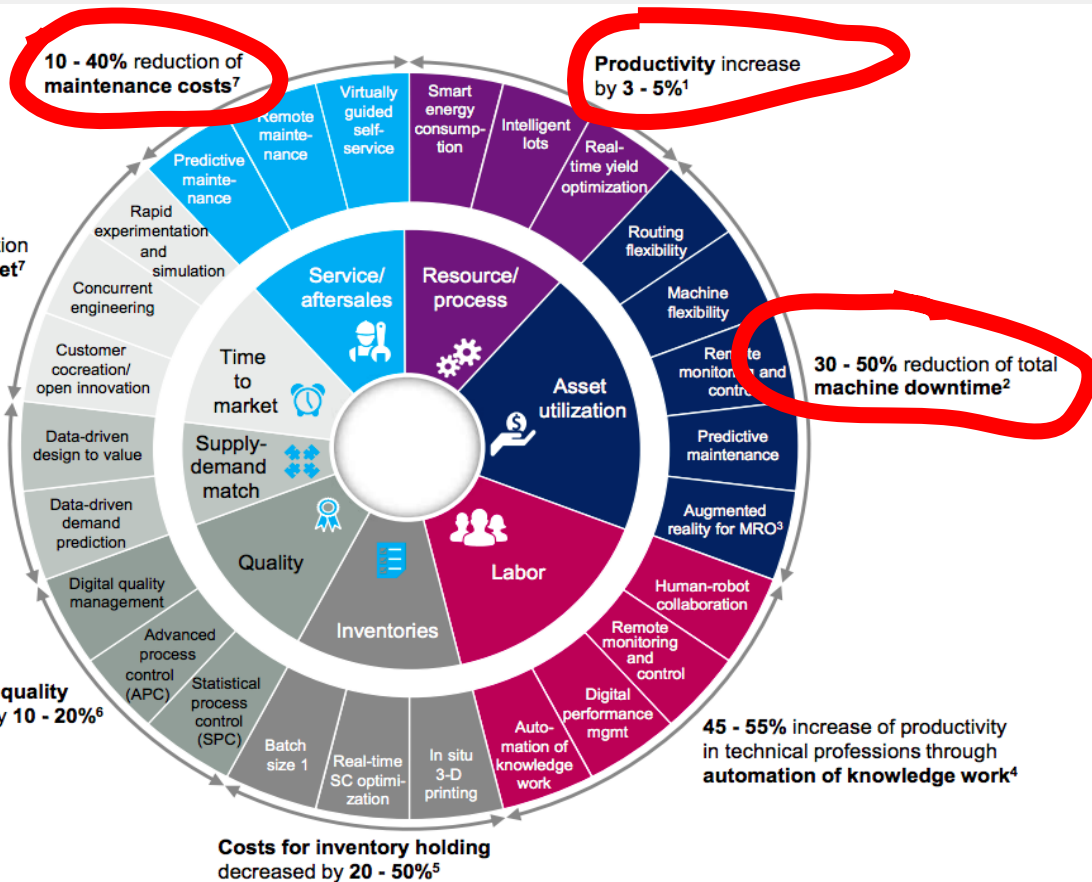 10 - 40% reduction of
maintenance costs⁷
Productivity increase
by 3 - 5%¹
Virtually
guided
self-
service
Remote
mainte-
nance
Predictive
mainte-
nance
Smart
energy
consump-
tion
Intelligent
lots
Real-
time yield
optimization
Rapid
experimentation
and
simulation
Concurrent
engineering
Customer
cocreation/
open innovation
Routing
flexibility
Machine
flexibility
Remote
monitoring and
control
Predictive
maintenance
Augmented
reality for MRO³
30 - 50% reduction of total
machine downtime²
Service/
aftersales
Resource/
process
Time
to
market
Asset
utilization
$
Supply-
demand
match
Quality
Inventories
Labor
Data-driven
design to value
Data-driven
demand
prediction
Digital quality
management
Advanced
process
control
(APC)
Statistical
process
control
(SPC)
Batch
size 1
Real-time
SC optimi-
zation
In situ
3-D
printing
Auto-
mation of
knowledge
work
Digital
performance
mgmt
Remote
monitoring
and
control
Human-robot
collaboration
quality
10 - 20%⁶
45 - 55% increase of productivity
in technical professions through
automation of knowledge work⁴
Costs for inventory holding
decreased by 20 - 50%⁵